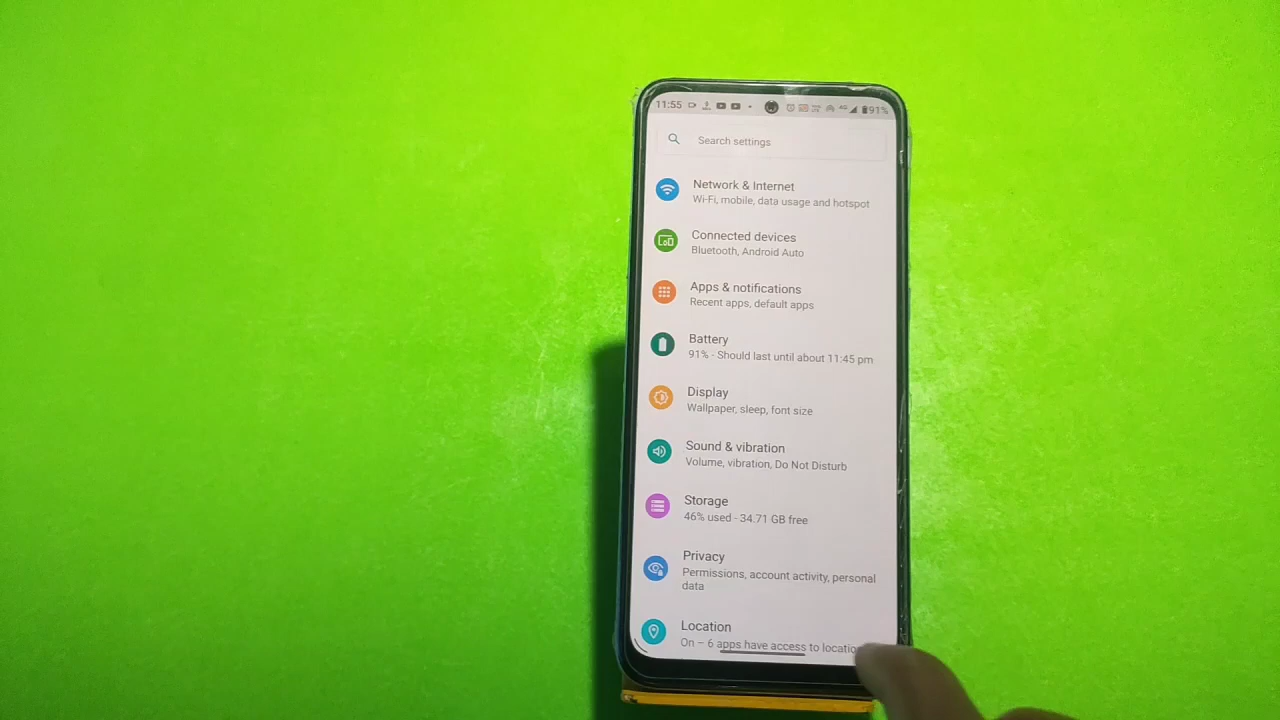 11:55
4G 91%
Search settings
Network & Internet
Wi-Fi, mobile, data usage and hotspot
Connected devices
Bluetooth, Android Auto
Apps & notifications
Recent apps, default apps
Battery
91% - Should last until about 11:45 pm
Display
Wallpaper, sleep, font size
Sound & vibration
Volume, vibration, Do Not Disturb
Storage
46% used - 34.71 GB free
Privacy
Permissions, account activity, personal
data
Location
On – 6 apps have access to location